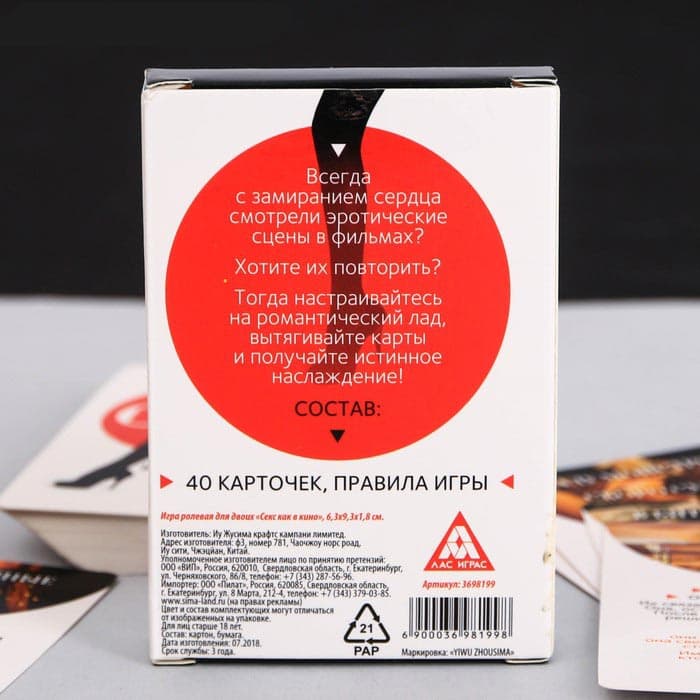 Всегда
с замиранием сердца
смотрели эротические
сцены в фильмах?
Хотите их повторить?
Тогда настраивайтесь
на романтический лад,
вытягивайте карты
и получайте истинное
наслаждение!
СОСТАВ:
40 КАРТОЧЕК, ПРАВИЛА ИГРЫ
Игра ролевая для двоих «Секс как в кино», 6,3х9,3х1,8 см.
Изготовитель: Иу Жусима крафтс кампани лимитед.
Адрес изготовителя: ф3, номер 781, Чаочжоу норс роад,
Иу сити, Чжэцйан, Китай.
Уполномоченное изготовителем лицо по принятию претензий:
ООО «ВИП», Россия, 620010, Свердловская область, г. Екатеринбург,
ул. Черняховского, 86/8, телефон: +7 (343) 287-56-96.
Импортер: ООО «Пилат», Россия, 620085, Свердловская область,
г. Екатеринбург, ул. 8 Марта, 212-4, телефон: +7 (343) 379-03-85.
www.sima-land.ru (на правах рекламы)
Цвет и состав комплектующих могут отличаться
от изображенных на упаковке.
Для лиц старше 18 лет.
Состав: картон, бумага.
Дата изготовления: 07.2018.
Срок службы: 3 года.
21
PAP
ЛАС ИГРАС
Артикул: 3698199
6 900036 981998
Маркировка: «YIWU ZHOUSIMA»